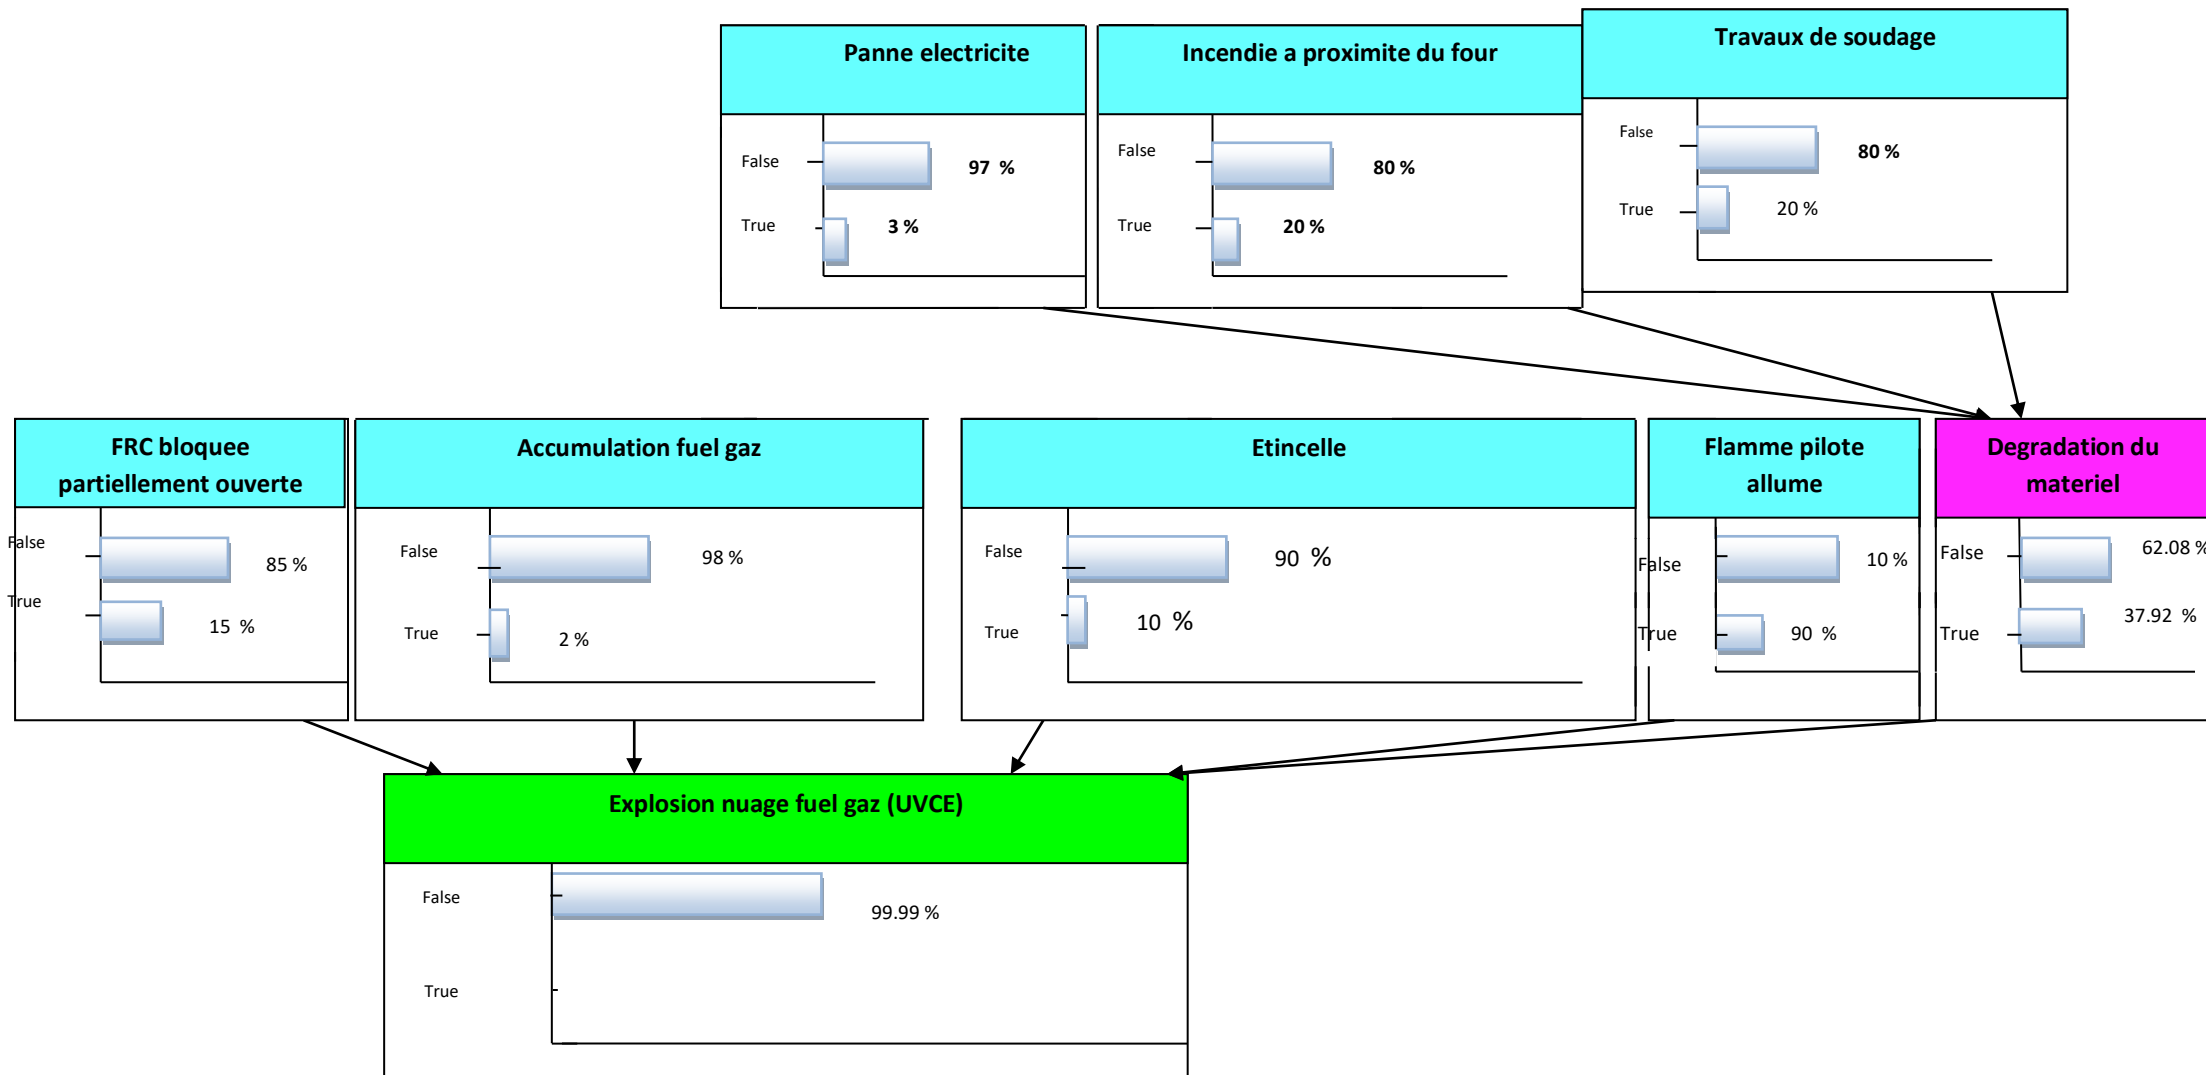 Panne electricite
False
97 %
True
3 %
Incendie a proximite du four
False
80 %
True
20 %
Travaux de soudage
False
80 %
True
20 %
FRC bloquee
partiellement ouverte
False
85 %
True
15 %
Accumulation fuel gaz
False
98 %
True
2 %
Etincelle
False
90 %
True
10 %
Flamme pilote
allume
False
10 %
True
90 %
Degradation du
materiel
False
62.08 %
True
37.92 %
Explosion nuage fuel gaz (UVCE)
False
99.99 %
True